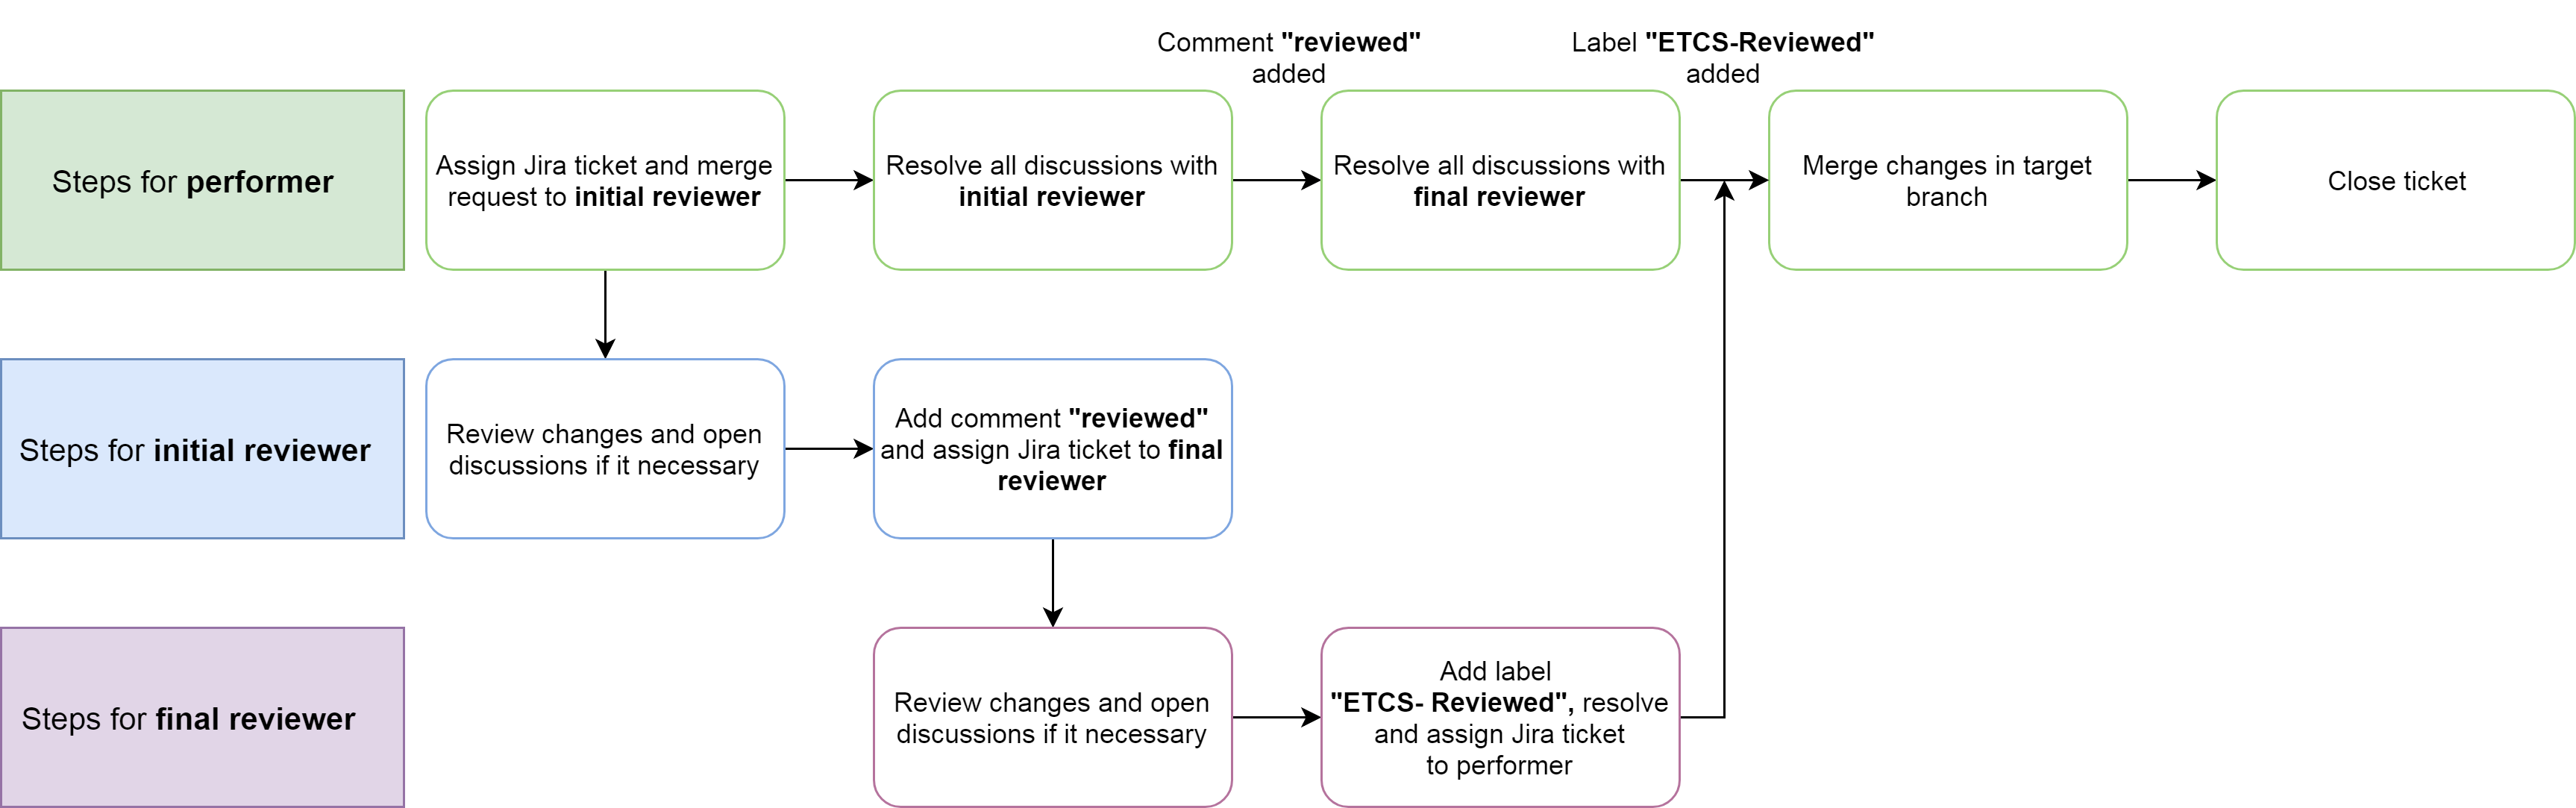 Comment "reviewed"
added
Label "ETCS-Reviewed"
added
Steps for performer
Assign Jira ticket and merge
request to initial reviewer
Resolve all discussions with
initial reviewer
Resolve all discussions with
final reviewer
Merge changes in target
branch
Close ticket
Steps for initial reviewer
Review changes and open
discussions if it necessary
Add comment "reviewed"
and assign Jira ticket to final
reviewer
Steps for final reviewer
Review changes and open
discussions if it necessary
Add label
"ETCS- Reviewed", resolve
and assign Jira ticket
to performer